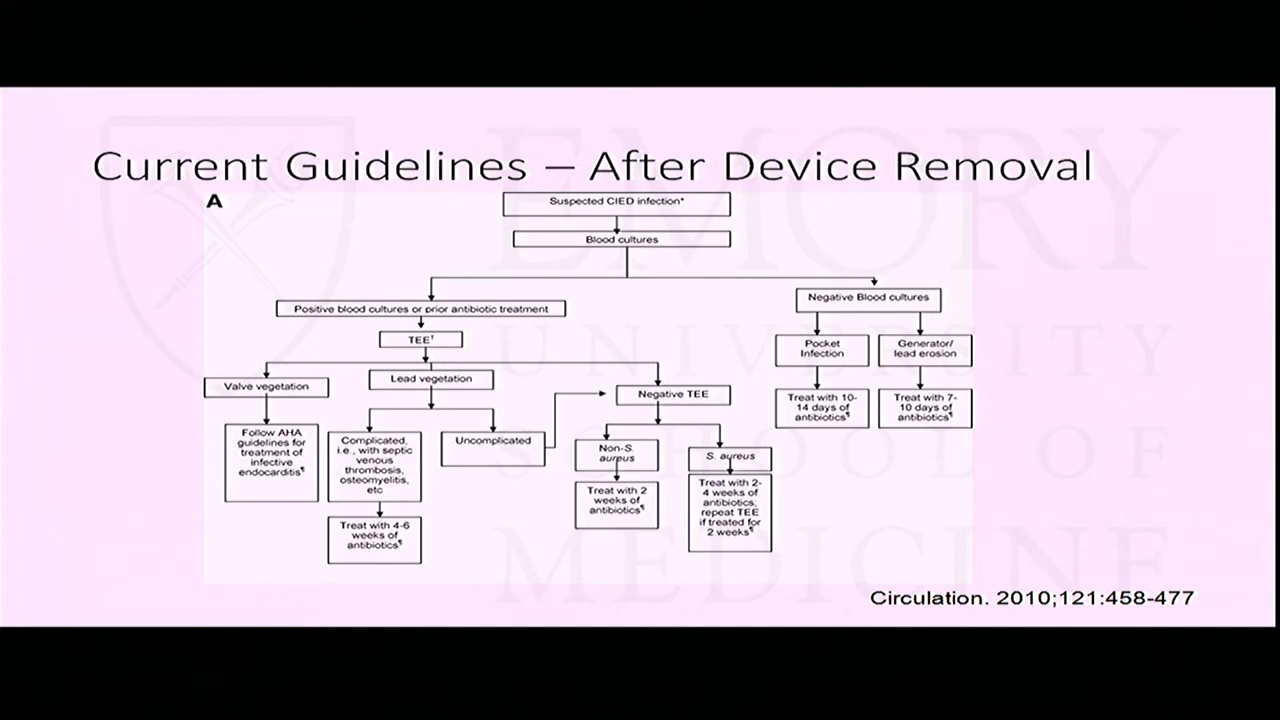 Current Guidelines – After Device Removal
A
Suspected CIED infection*
Blood cultures
Positive blood cultures or prior antibiotic treatment
Negative Blood cultures
TEE†
Pocket
Infection
Generator/
lead erosion
Valve vegetation
Lead vegetation
Negative TEE
Treat with 10-
14 days of
antibiotics¶
Treat with 7-
10 days of
antibiotics¶
Follow AHA
guidelines for
treatment of
infective
endocarditis¶
Complicated,
i.e., with septic
venous
thrombosis,
osteomyelitis,
etc
Uncomplicated
Non-S.
aureus
S. aureus
Treat with 4-6
weeks of
antibiotics¶
Treat with 2
weeks of
antibiotics¶
Treat with 2-
4 weeks of
antibiotics;
repeat TEE
if treated for
2 weeks¶
Circulation. 2010;121:458-477
EMORY
UNIVERSITY
SCHOOL OF
MEDICINE